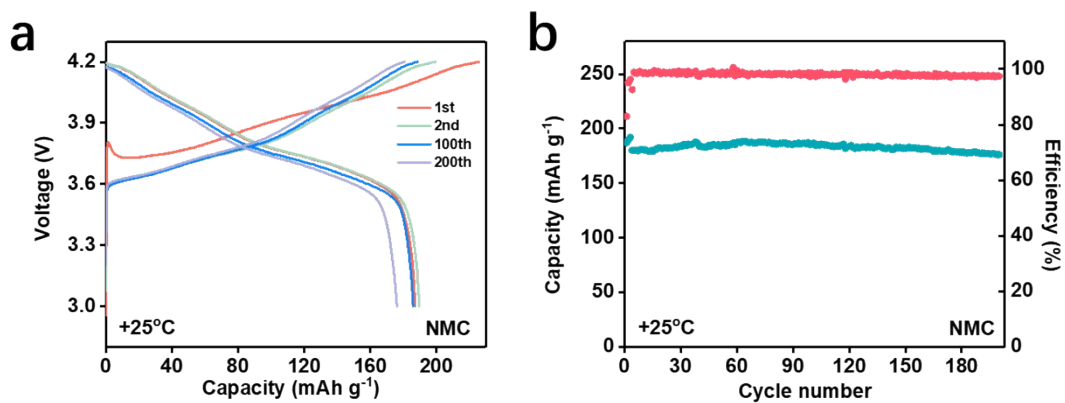 a
4.2
3.9
3.6
3.3
3.0
Voltage (V)
1st
2nd
100th
200th
+25°C
NMC
0
40
80
120
160
200
Capacity (mAh g⁻¹)
b
250
200
150
100
50
0
Capacity (mAh g⁻¹)
100
80
60
40
20
0
Efficiency (%)
+25°C
NMC
0
30
60
90
120
150
180
Cycle number